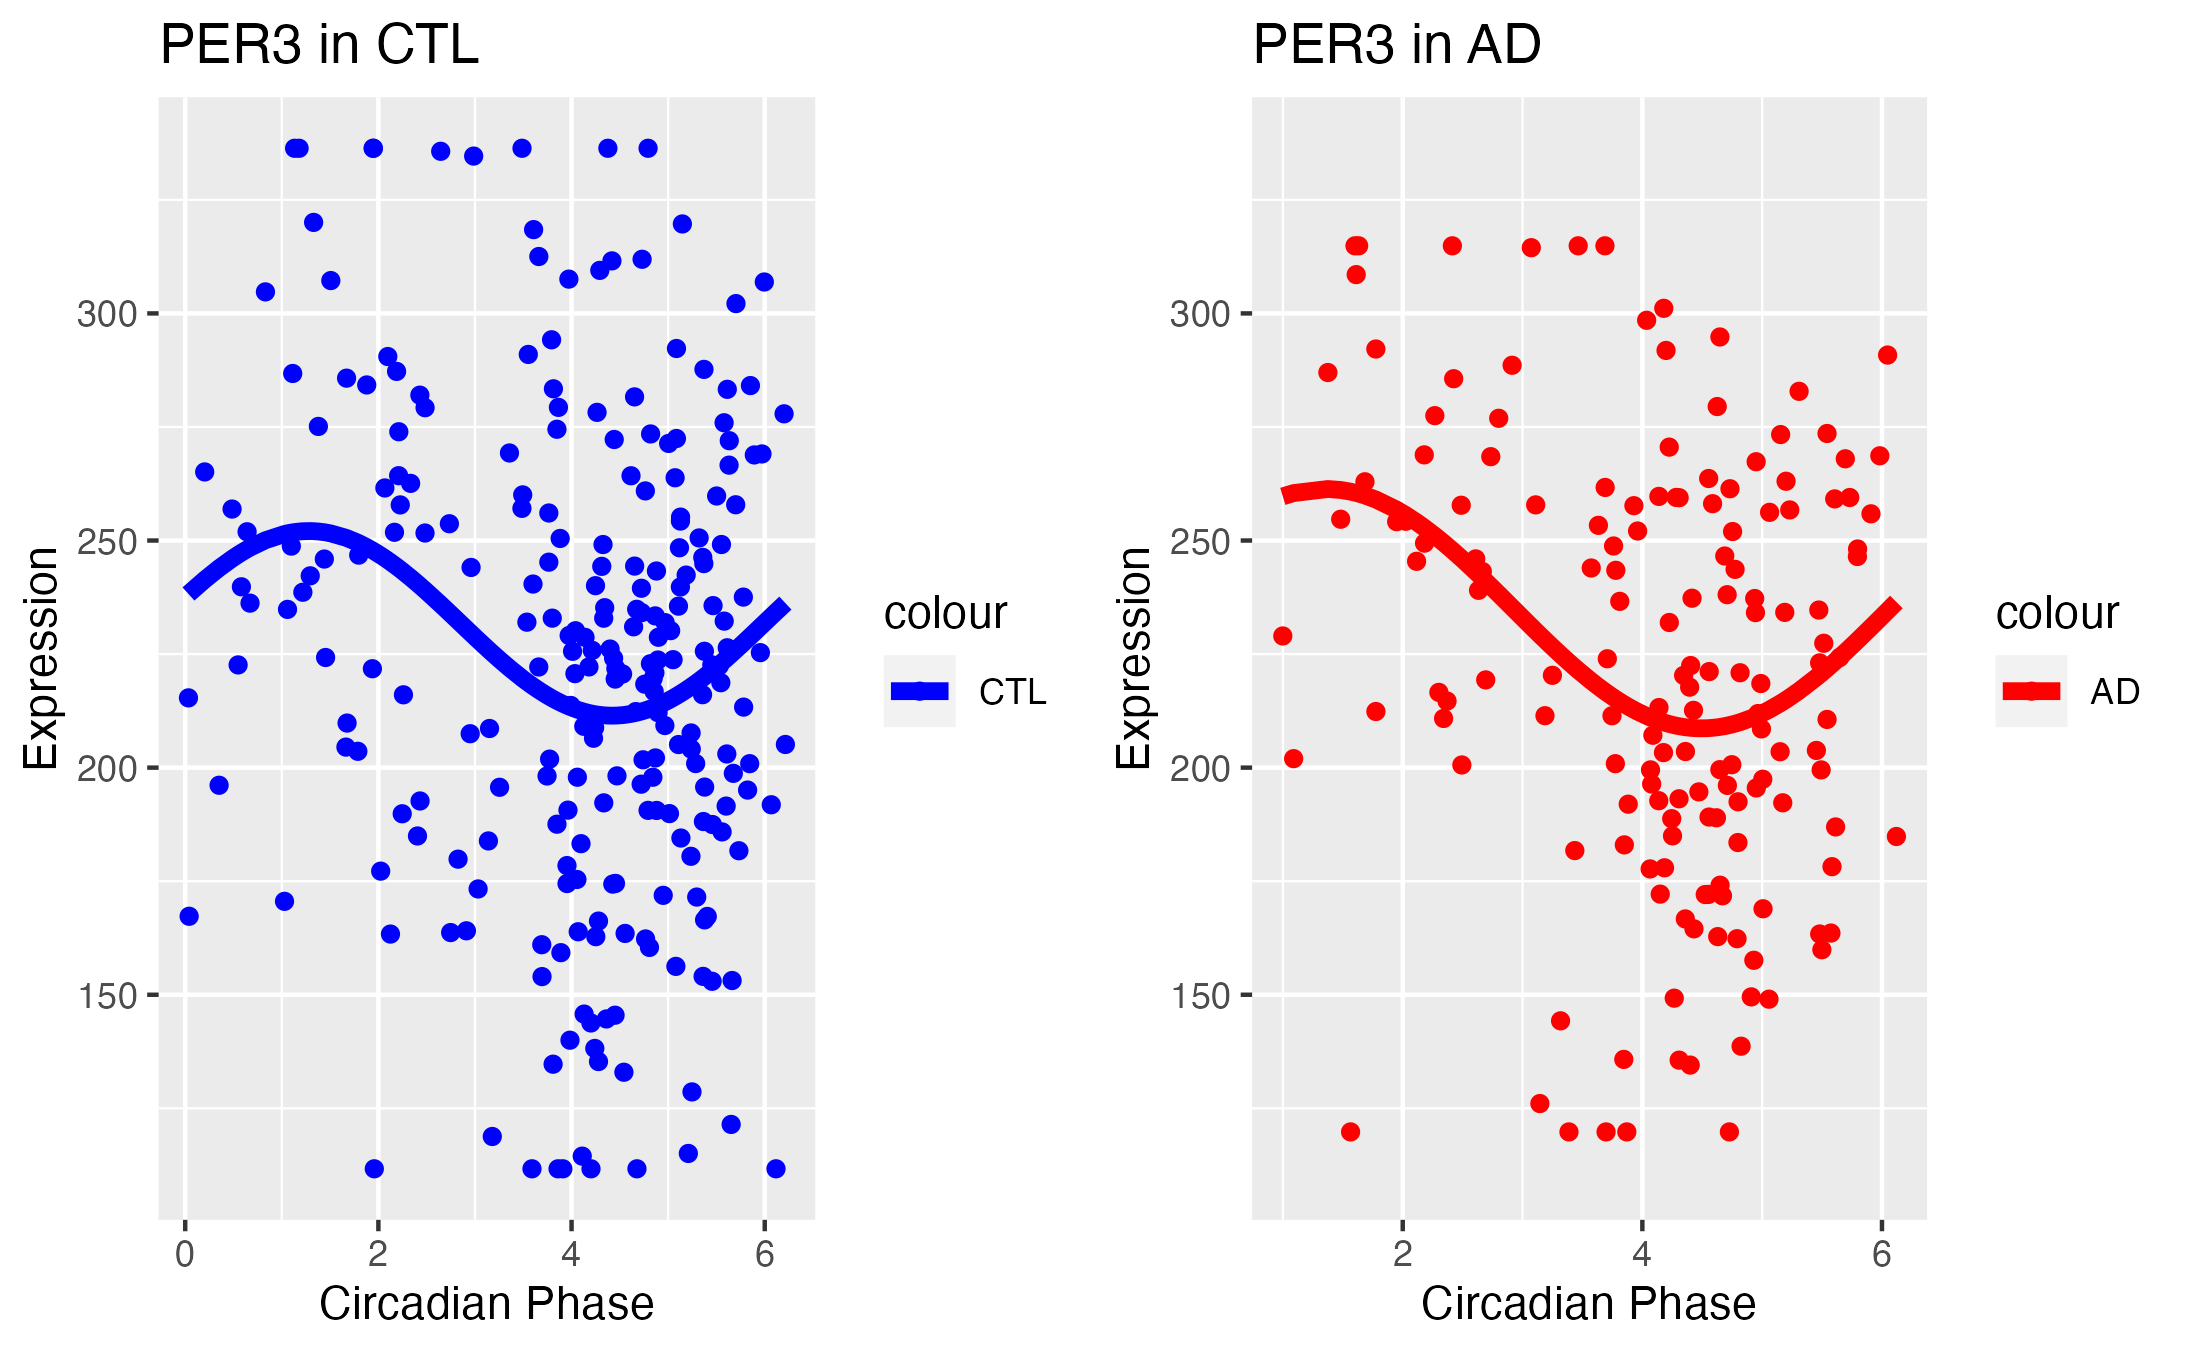 PER3 in CTL
Expression
300
250
200
150
0 2 4 6
Circadian Phase
colour
CTL
PER3 in AD
Expression
300
250
200
150
2 4 6
Circadian Phase
colour
AD